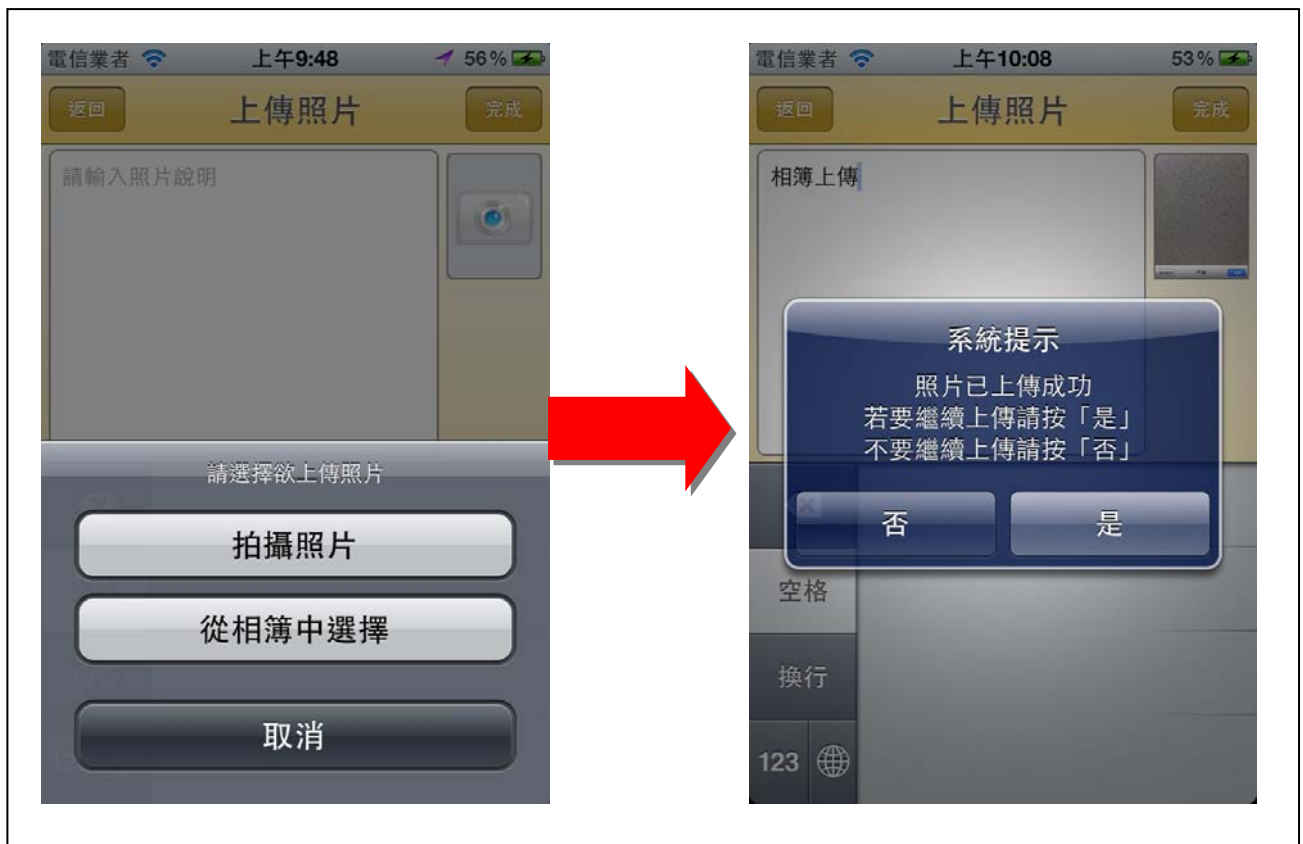 電信業者 上午9:48 56%
返回 上傳照片 完成
請輸入照片說明
請選擇欲上傳照片
拍攝照片
從相簿中選擇
取消
電信業者 上午10:08 53%
返回 上傳照片 完成
相簿上傳
系統提示
照片已上傳成功
若要繼續上傳請按「是」
不要繼續上傳請按「否」
否 是
空格
換行
123